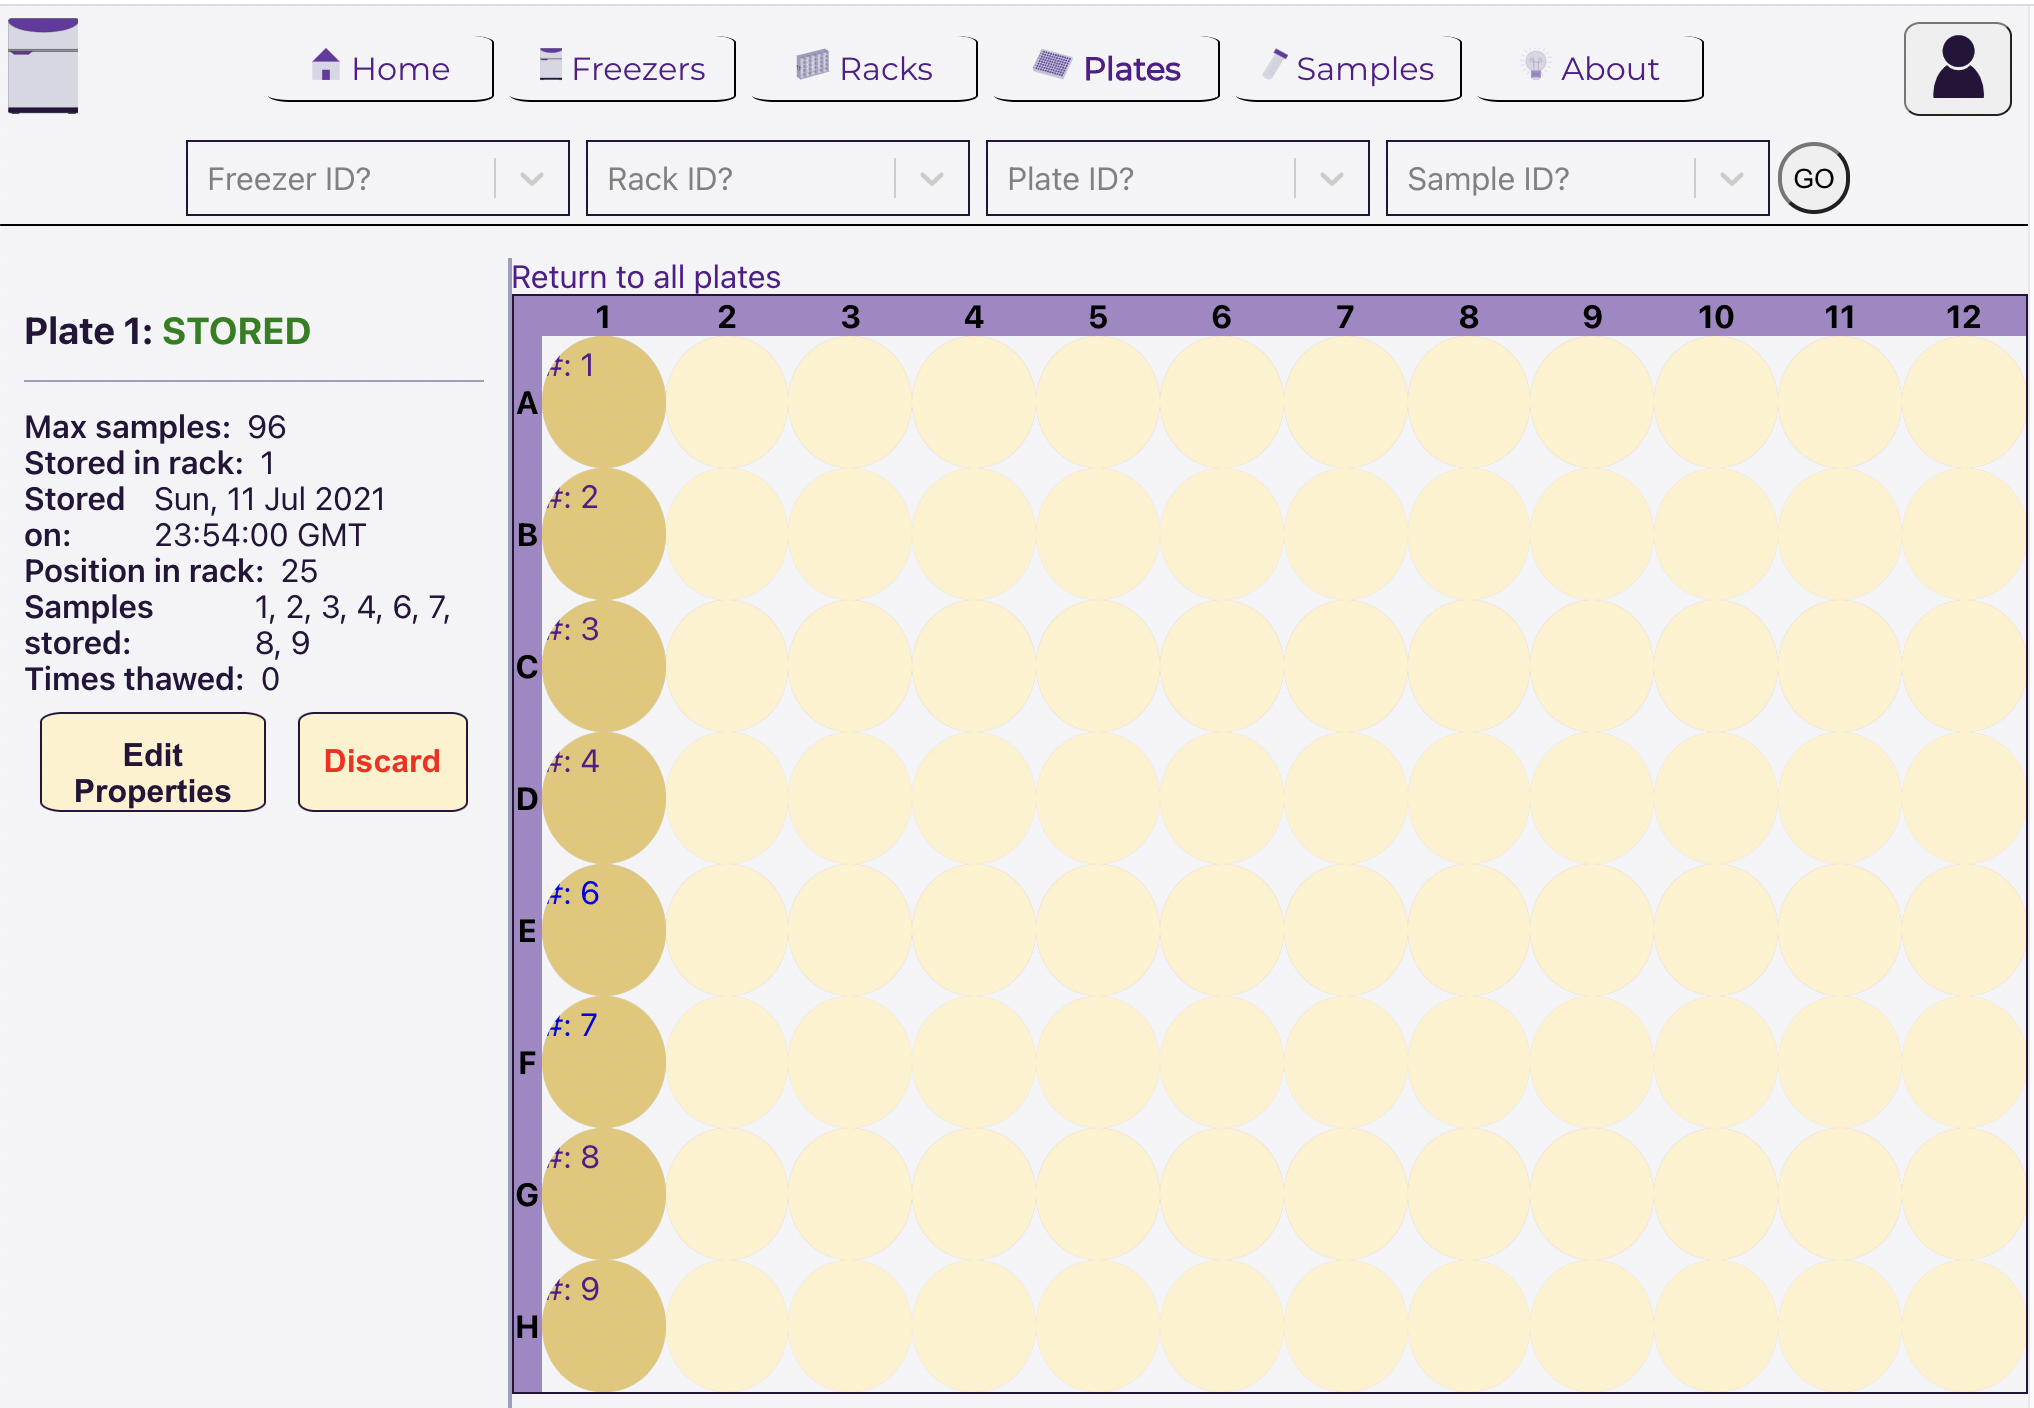 Home
Freezers
Racks
Plates
Samples
About
Freezer ID?
Rack ID?
Plate ID?
Sample ID?
GO
Plate 1: STORED
Max samples: 96
Stored in rack: 1
Stored on: Sun, 11 Jul 2021
23:54:00 GMT
Position in rack: 25
Samples stored: 1, 2, 3, 4, 6, 7,
8, 9
Times thawed: 0
Edit
Properties
Discard
Return to all plates
1 2 3 4 5 6 7 8 9 10 11 12
A #: 1
B #: 2
C #: 3
D #: 4
E #: 6
F #: 7
G #: 8
H #: 9